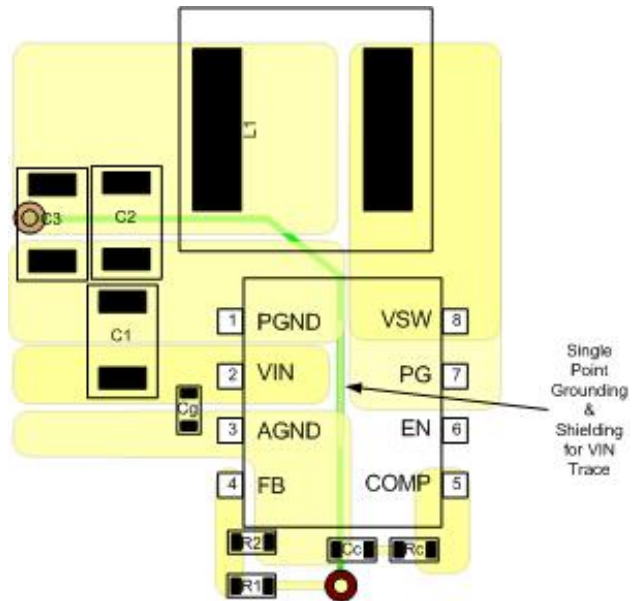 L1
C3
C2
C1
1 PGND VSW 8
2 VIN PG 7
Cg
3 AGND EN 6
4 FB COMP 5
R2
Cc
Rc
R1
Single
Point
Grounding
&
Shielding
for VIN
Trace